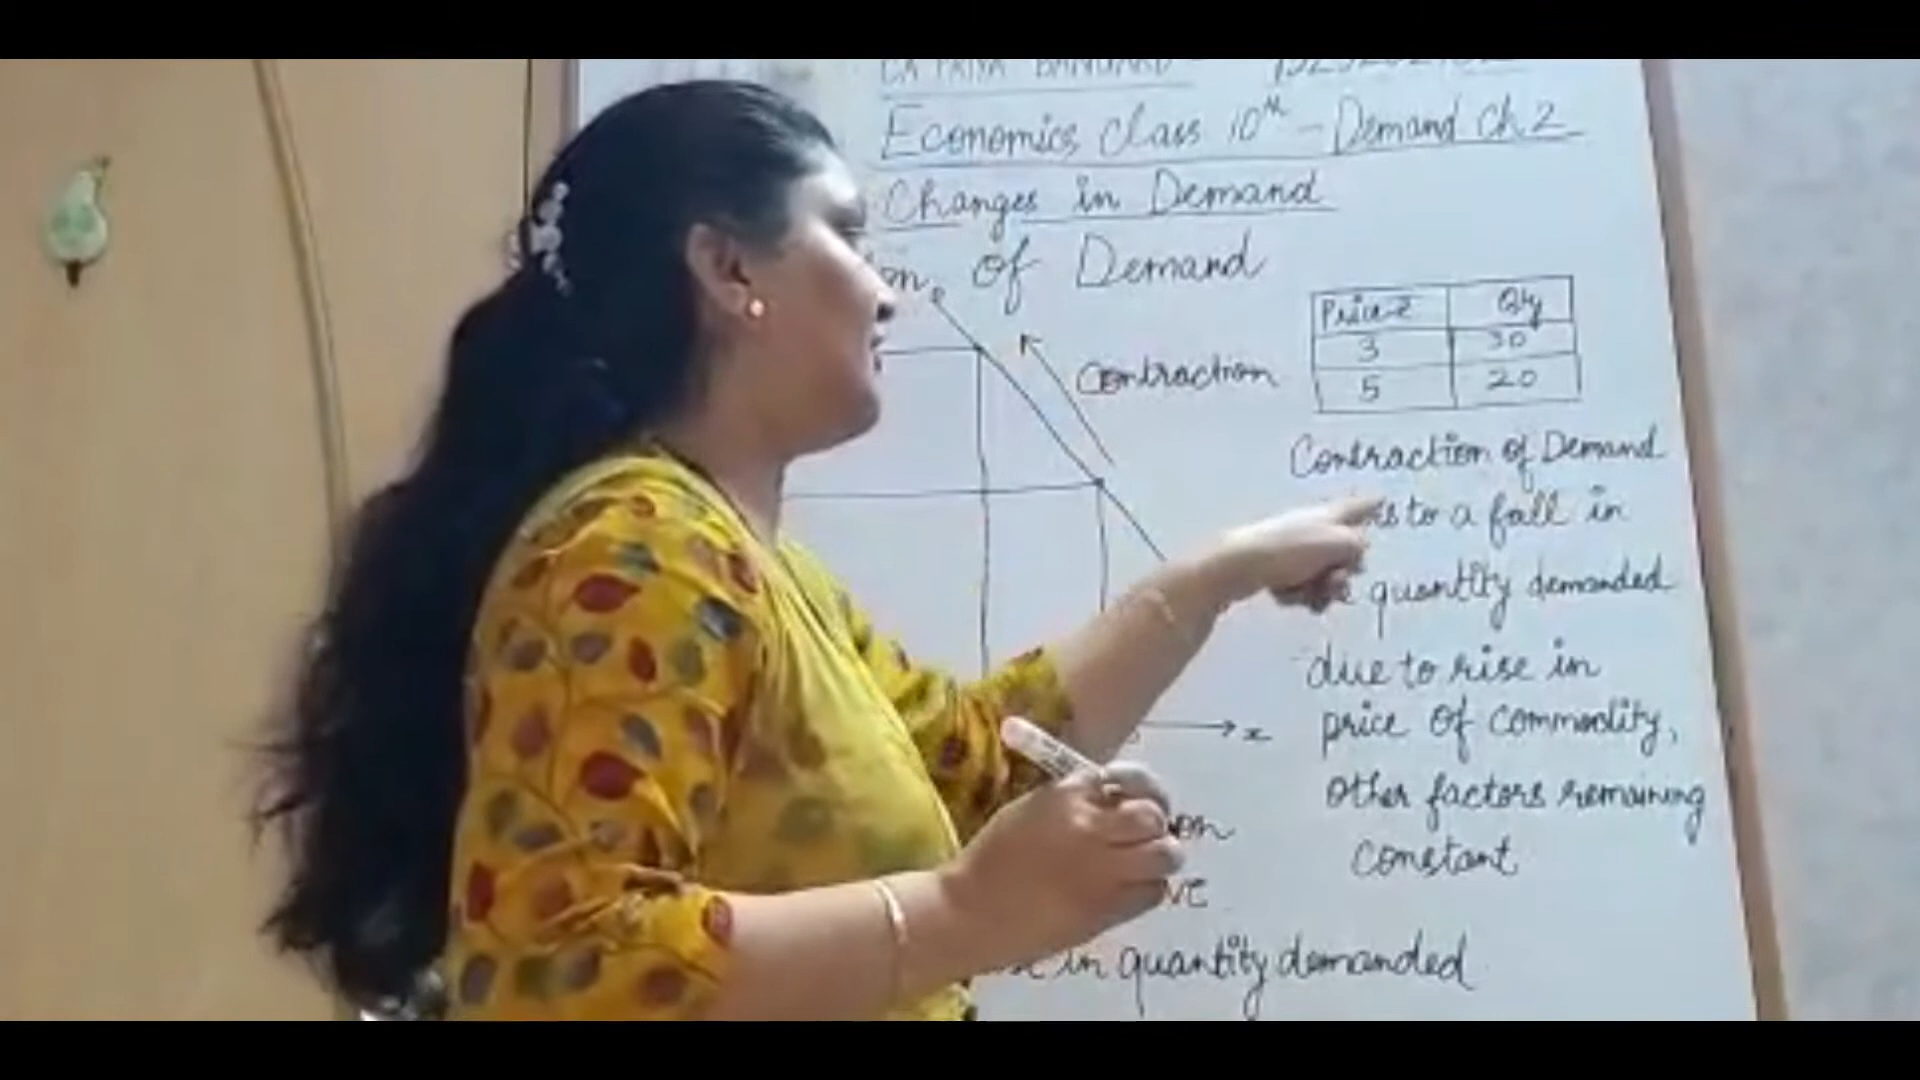 Economics Class 10th - Demand Ch 2
Changes in Demand
of Demand
Contraction
Price ₹ Qty
3 30
5 20
Contraction of Demand
to a fall in
quantity demanded
due to rise in
price of commodity,
other factors remaining
constant
x
in quantity demanded